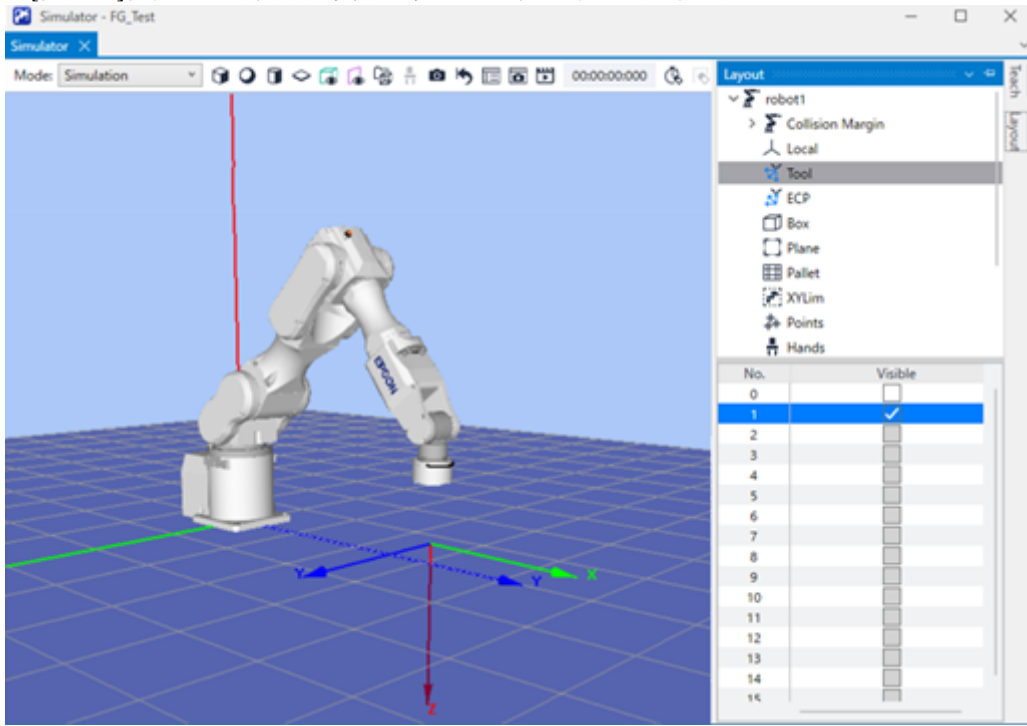 Simulator - FG_Test
Simulator
Mode: Simulation
00:00:00:000
Layout
robot1
Collision Margin
Local
Tool
ECP
Box
Plane
Pallet
XYLim
Points
Hands
Teach
Layout
No. Visible
0
1
2
3
4
5
6
7
8
9
10
11
12
13
14
15
EPSON
Y
Y
X
Z